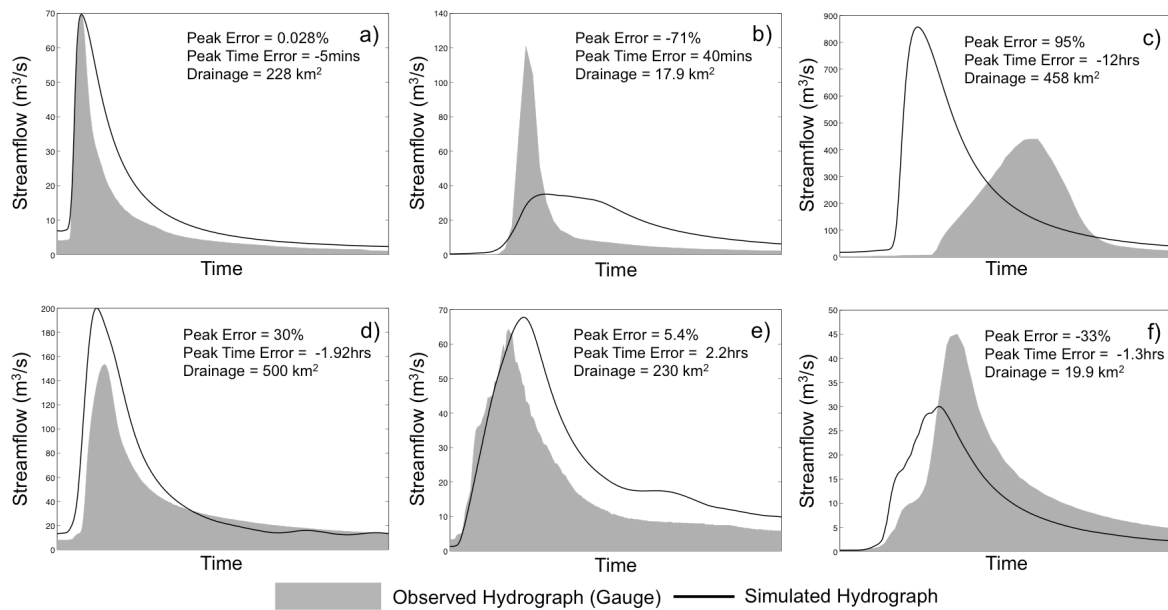 a)
Peak Error = 0.028%
Peak Time Error = -5mins
Drainage = 228 km²
Streamflow (m³/s)
70
60
50
40
30
20
10
0
Time
b)
Peak Error = -71%
Peak Time Error = 40mins
Drainage = 17.9 km²
Streamflow (m³/s)
140
120
100
80
60
40
20
0
Time
c)
Peak Error = 95%
Peak Time Error = -12hrs
Drainage = 458 km²
Streamflow (m³/s)
900
800
700
600
500
400
300
200
100
0
Time
d)
Peak Error = 30%
Peak Time Error = -1.92hrs
Drainage = 500 km²
Streamflow (m³/s)
200
180
160
140
120
100
80
60
40
20
0
Time
e)
Peak Error = 5.4%
Peak Time Error = 2.2hrs
Drainage = 230 km²
Streamflow (m³/s)
70
60
50
40
30
20
10
0
Time
f)
Peak Error = -33%
Peak Time Error = -1.3hrs
Drainage = 19.9 km²
Streamflow (m³/s)
50
45
40
35
30
25
20
15
10
5
0
Time
Observed Hydrograph (Gauge)
Simulated Hydrograph